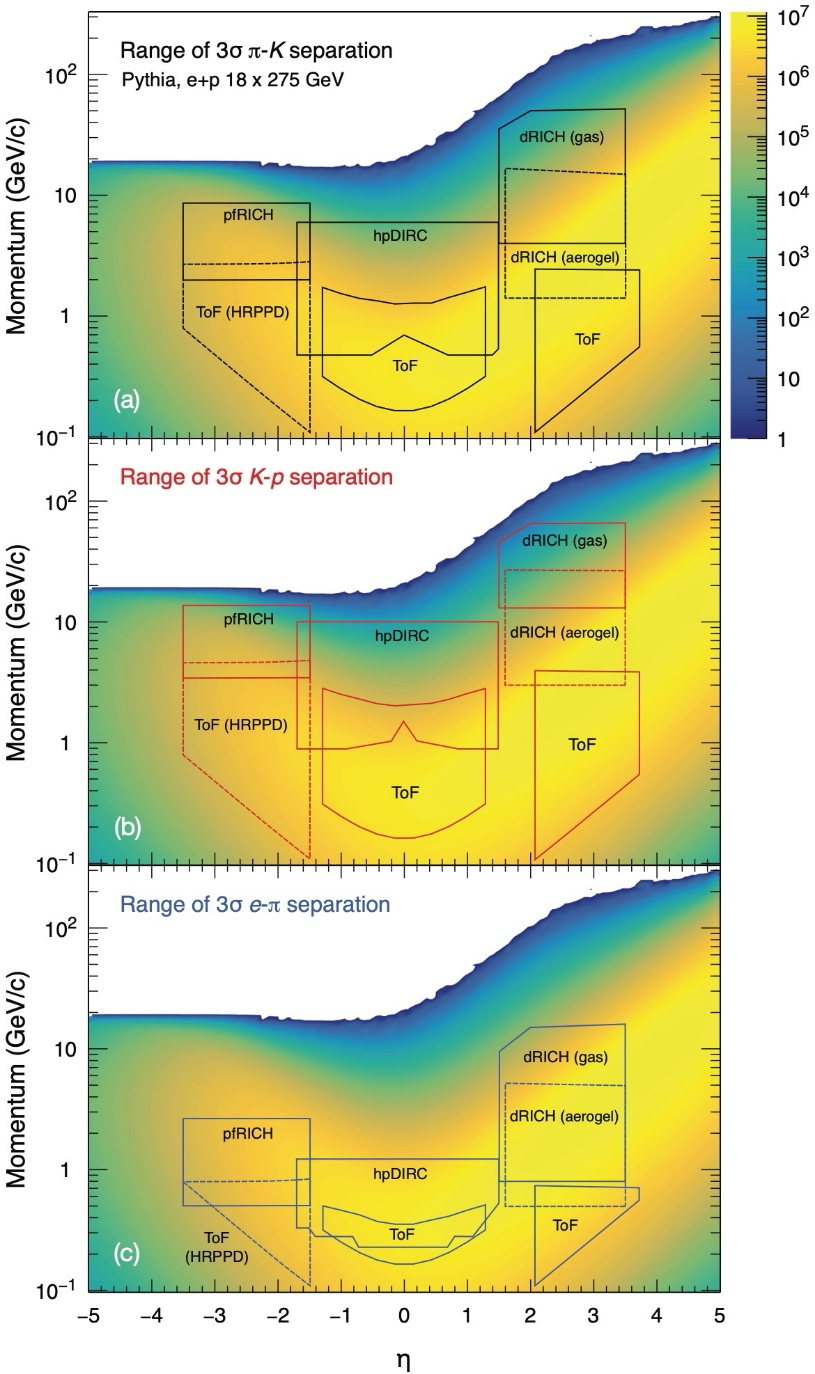 Range of 3σ π-K separation
Pythia, e+p 18 x 275 GeV
Momentum (GeV/c)
10²
10
1
10⁻¹
pfRICH
ToF (HRPPD)
hpDIRC
ToF
dRICH (gas)
dRICH (aerogel)
ToF
(a)
10⁷
10⁶
10⁵
10⁴
10³
10²
10
1
Range of 3σ K-p separation
Momentum (GeV/c)
10²
10
1
10⁻¹
pfRICH
ToF (HRPPD)
hpDIRC
ToF
dRICH (gas)
dRICH (aerogel)
ToF
(b)
Range of 3σ e-π separation
Momentum (GeV/c)
10²
10
1
10⁻¹
pfRICH
ToF
(HRPPD)
hpDIRC
ToF
dRICH (gas)
dRICH (aerogel)
ToF
(c)
−5 −4 −3 −2 −1 0 1 2 3 4 5
η